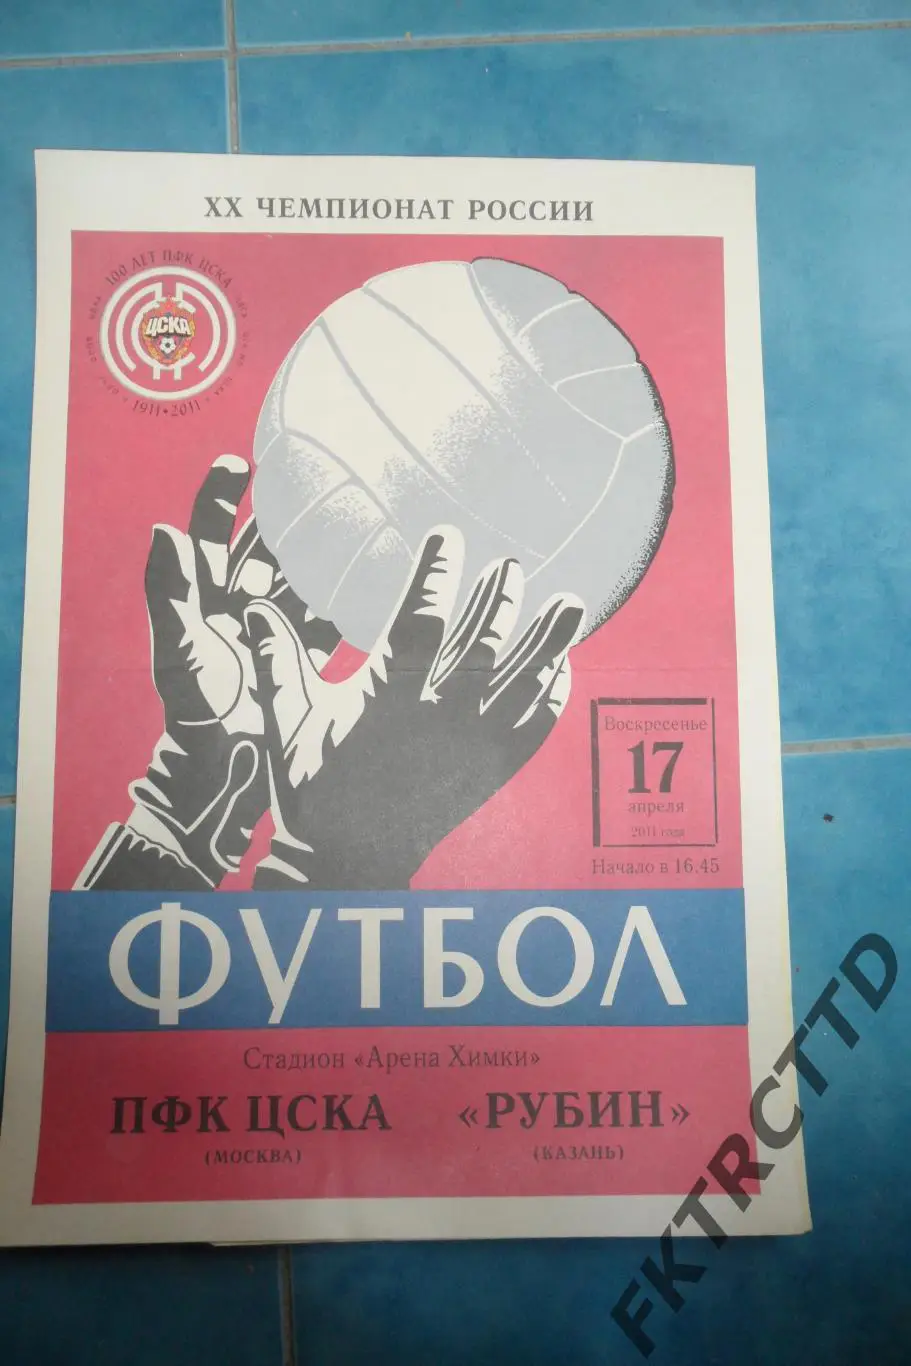 XX ЧЕМПИОНАТ РОССИИ
100 ЛЕТ ПФК ЦСКА
ЦСКА
1911•2011
Воскресенье
17
апреля
2011 года
Начало в 16.45
ФУТБОЛ
Стадион «Арена Химки»
ПФК ЦСКА «РУБИН»
(МОСКВА) (КАЗАНЬ)
FKTRCTTD